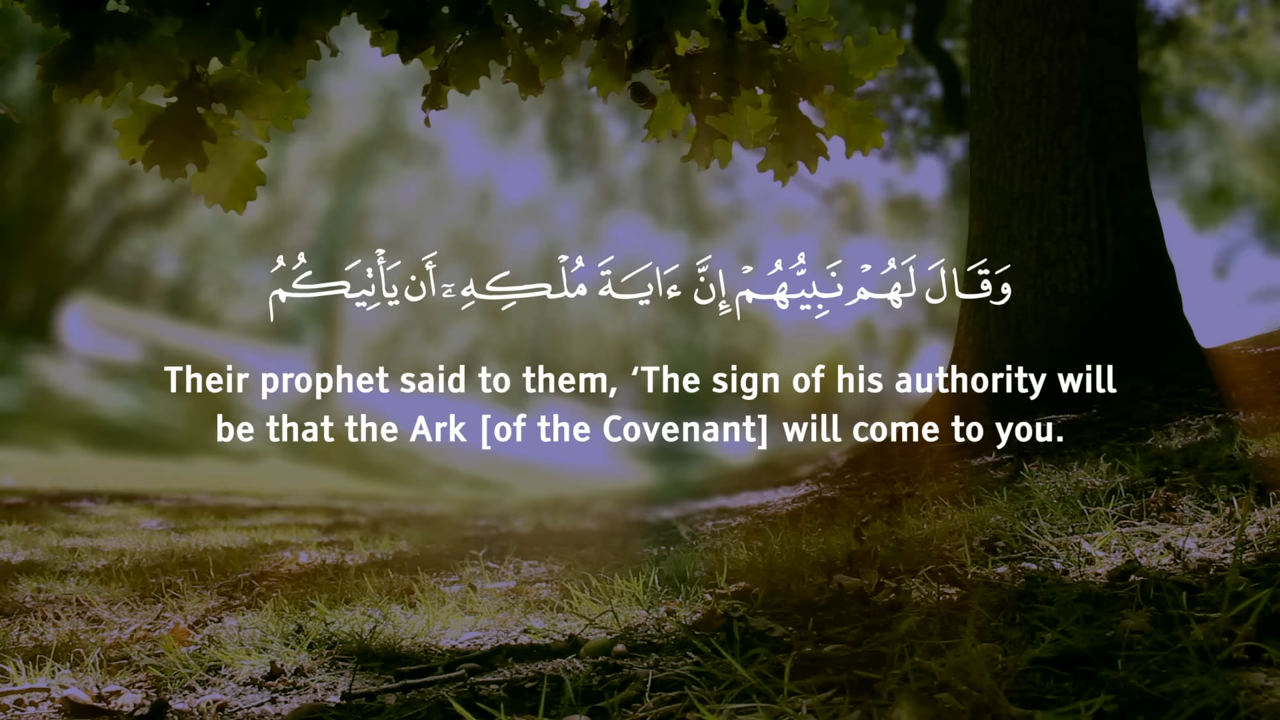 وَقَالَ لَهُمْ نَبِيُّهُمْ إِنَّ ءَايَةَ مُلْكِهِۦٓ أَن يَأْتِيَكُمُ
Their prophet said to them, ‘The sign of his authority will
be that the Ark [of the Covenant] will come to you.